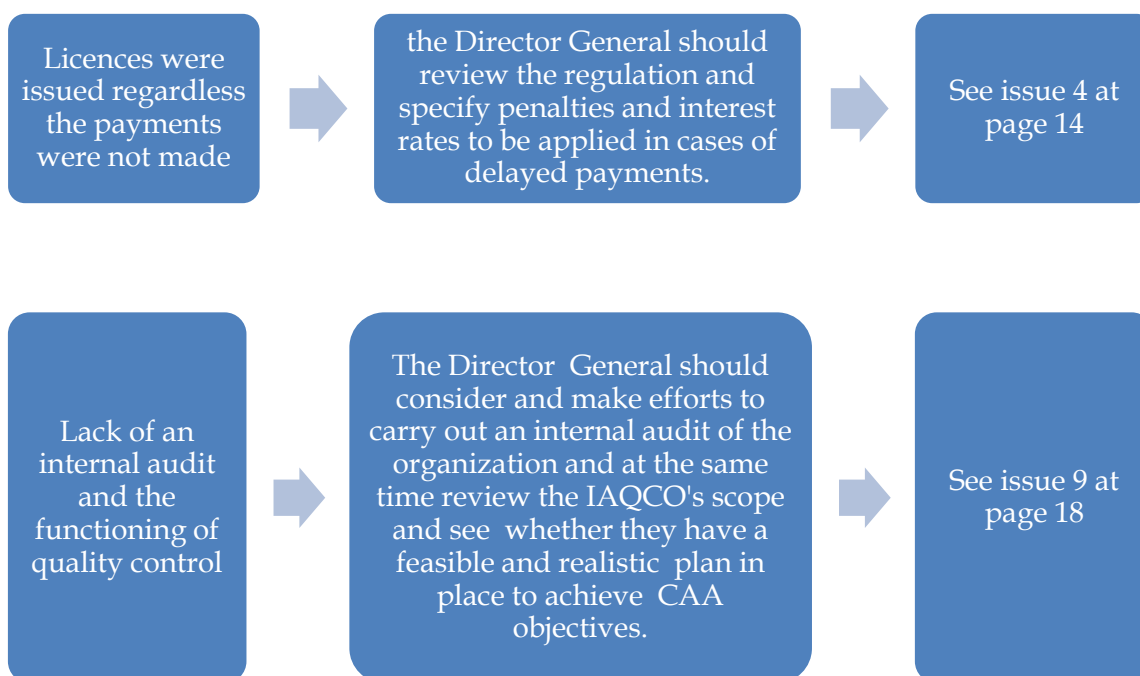 Licences were
issued regardless
the payments
were not made
the Director General should
review the regulation and
specify penalties and interest
rates to be applied in cases of
delayed payments.
See issue 4 at
page 14
Lack of an
internal audit
and the
functioning of
quality control
The Director General should
consider and make efforts to
carry out an internal audit of the
organization and at the same
time review the IAQCO's scope
and see whether they have a
feasible and realistic plan in
place to achieve CAA
objectives.
See issue 9 at
page 18